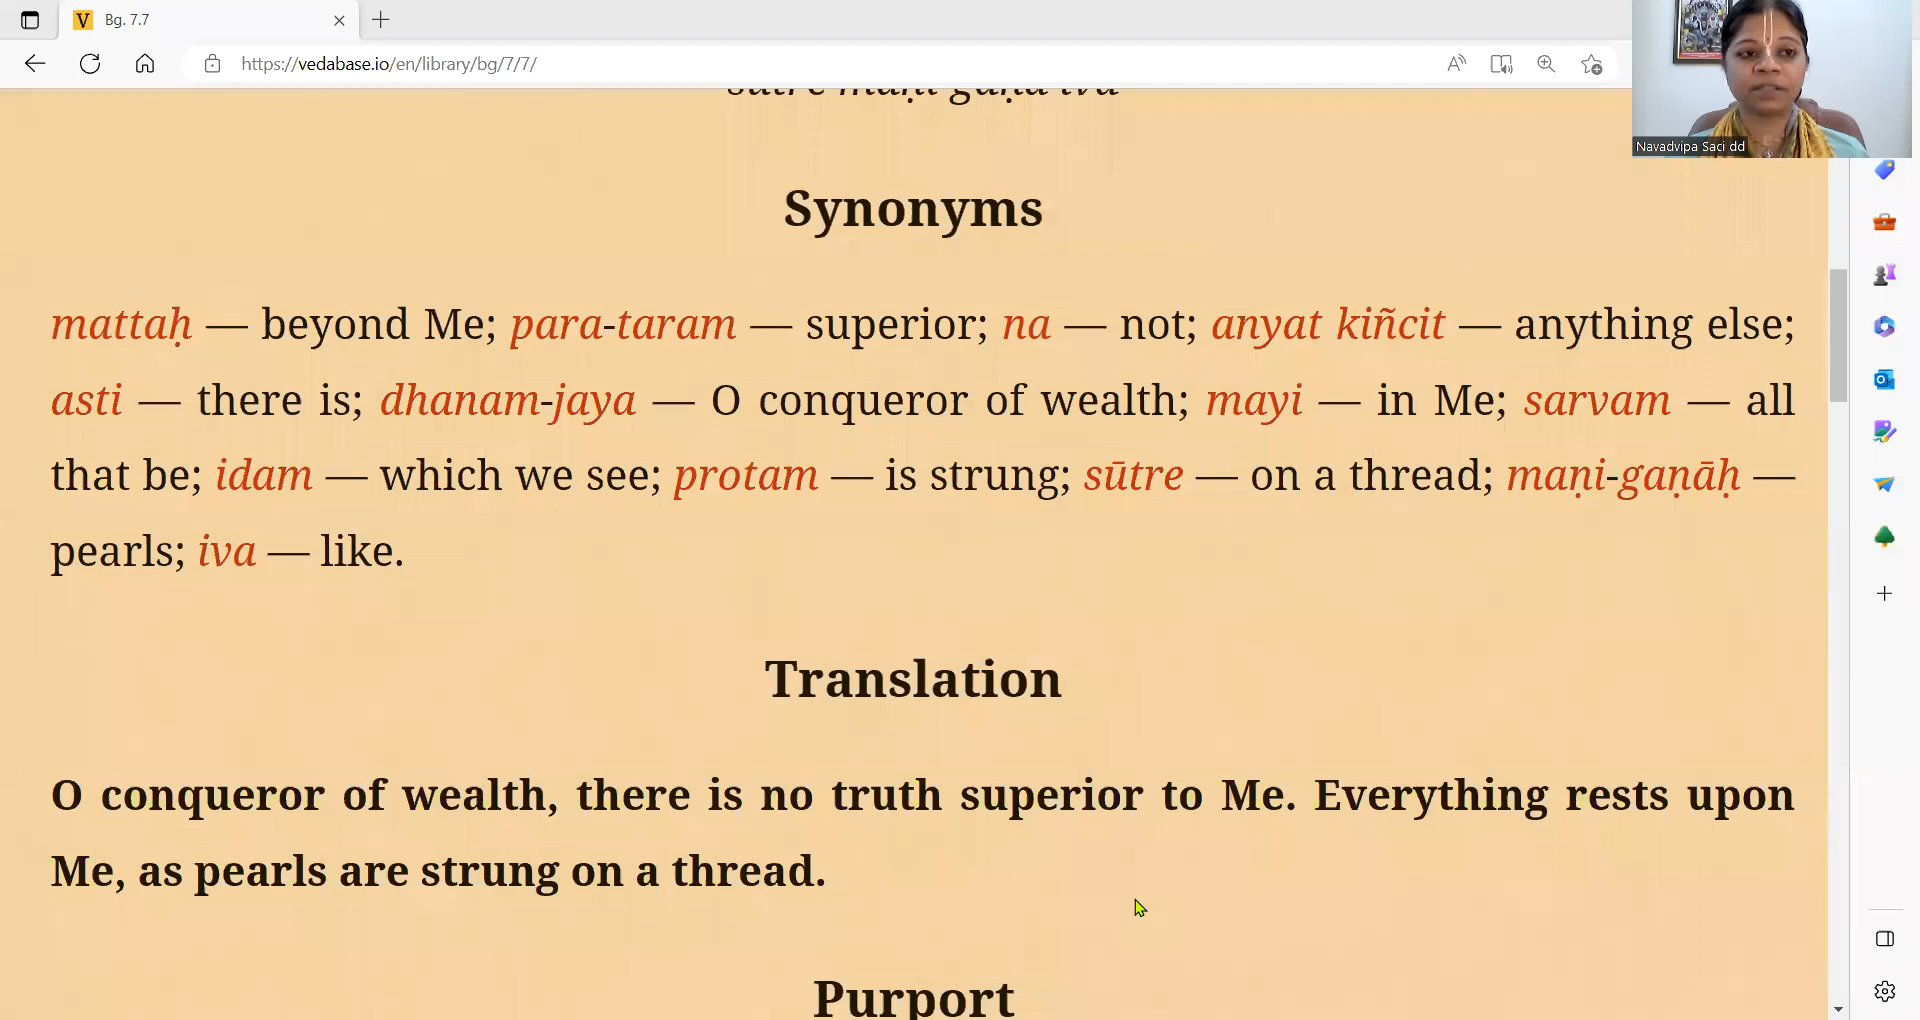 Bg. 7.7
https://vedabase.io/en/library/bg/7/7/
Navadvipa Saci dd
sūtre maṇi-gaṇā iva
Synonyms
mattaḥ — beyond Me; para-taram — superior; na — not; anyat kiñcit — anything else;
asti — there is; dhanam-jaya — O conqueror of wealth; mayi — in Me; sarvam — all
that be; idam — which we see; protam — is strung; sūtre — on a thread; maṇi-gaṇāḥ —
pearls; iva — like.
Translation
O conqueror of wealth, there is no truth superior to Me. Everything rests upon
Me, as pearls are strung on a thread.
Purport